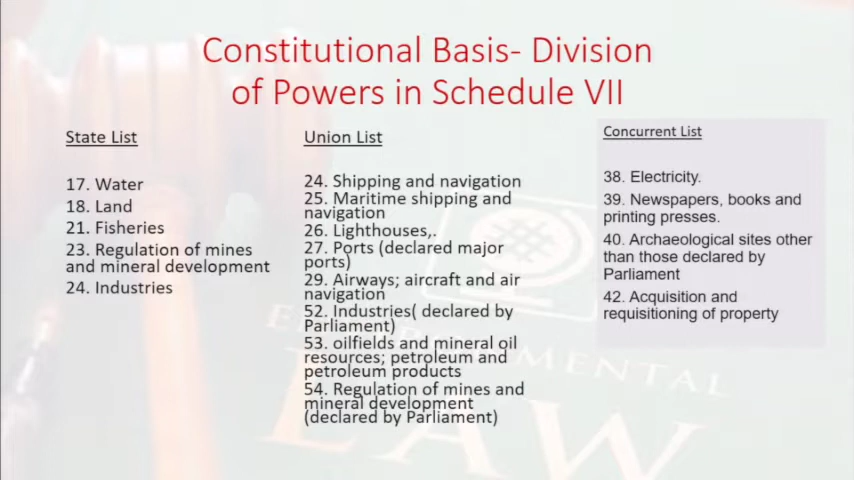 Constitutional Basis- Division
of Powers in Schedule VII
State List
17. Water
18. Land
21. Fisheries
23. Regulation of mines
and mineral development
24. Industries
Union List
24. Shipping and navigation
25. Maritime shipping and
navigation
26. Lighthouses,.
27. Ports (declared major
ports)
29. Airways; aircraft and air
navigation
52. Industries( declared by
Parliament)
53. oilfields and mineral oil
resources; petroleum and
petroleum products
54. Regulation of mines and
mineral development
(declared by Parliament)
Concurrent List
38. Electricity.
39. Newspapers, books and
printing presses.
40. Archaeological sites other
than those declared by
Parliament
42. Acquisition and
requisitioning of property
LAW